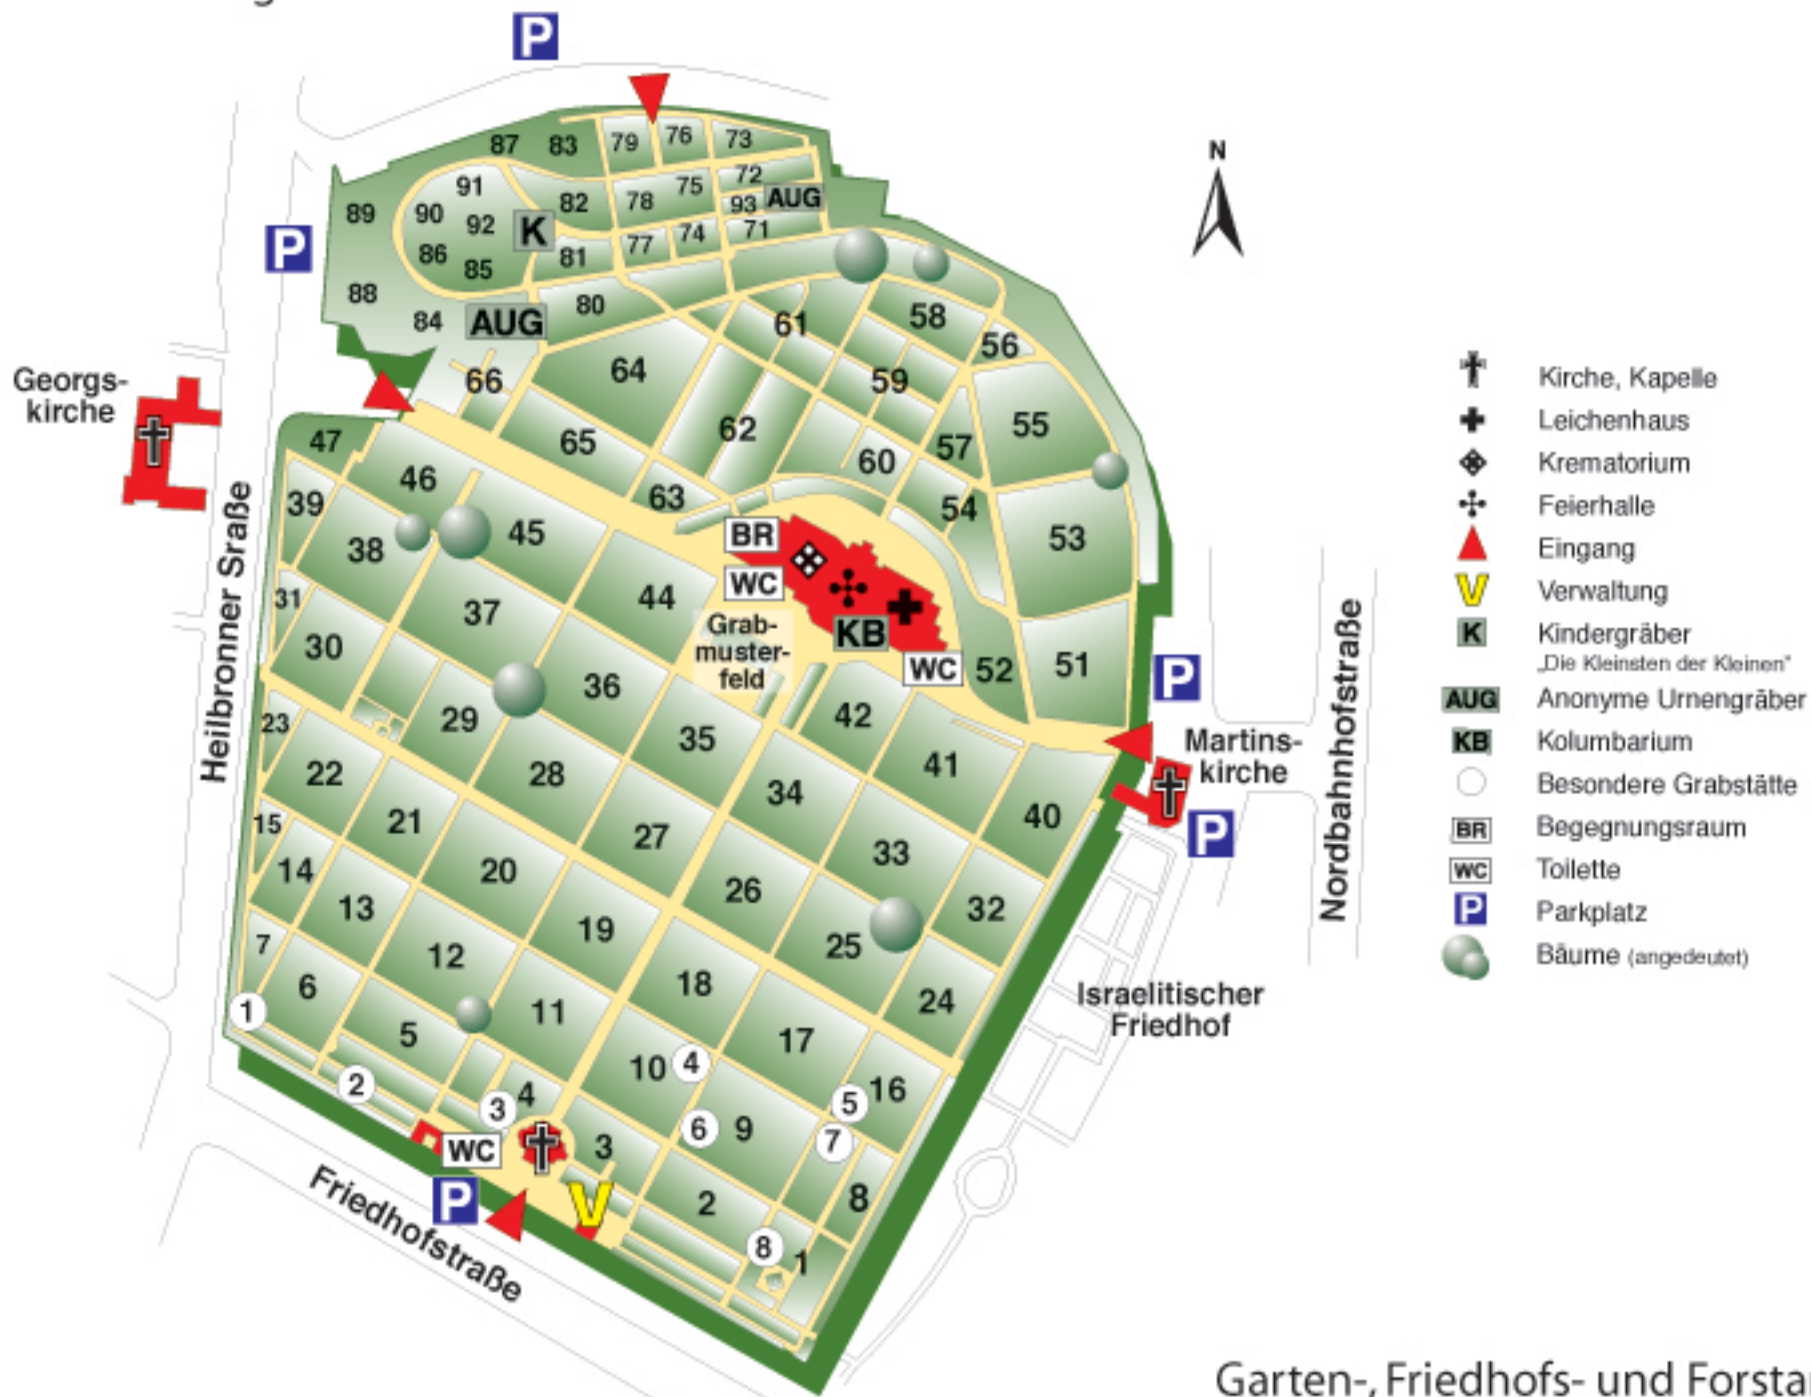 P
87 83 79 76 73
91 72
89 90 92 K 82 78 75 93 AUG
P 86 85 81 77 74 71
88 84 AUG 80 61 58
56
Georgs-
kirche
66 64 59
47 65 62 60 57 55
39 46 63 54
38 45 BR 53
31 37 44 WC
Grab-
muster-
feld
KB
WC
30 36 52 51 P
23 29 35 42
Martins-
kirche
22 28 34 41
15 21 27 40 P
14 20 26 33
13 19 25 32
7 12
6 18 24
1
5 11 17
Israelitischer
Friedhof
10 4
2 3 4 5 16
6 9 7
WC 3
P V 2 8
8 1
Heilbronner Sraße
Friedhofstraße
Nordbahnhofstraße
N
Kirche, Kapelle
Leichenhaus
Krematorium
Feierhalle
Eingang
V Verwaltung
K Kindergräber
„Die Kleinsten der Kleinen"
AUG Anonyme Urnengräber
KB Kolumbarium
Besondere Grabstätte
BR Begegnungsraum
WC Toilette
P Parkplatz
Bäume (angedeutet)
Garten-, Friedhofs- und Forsta